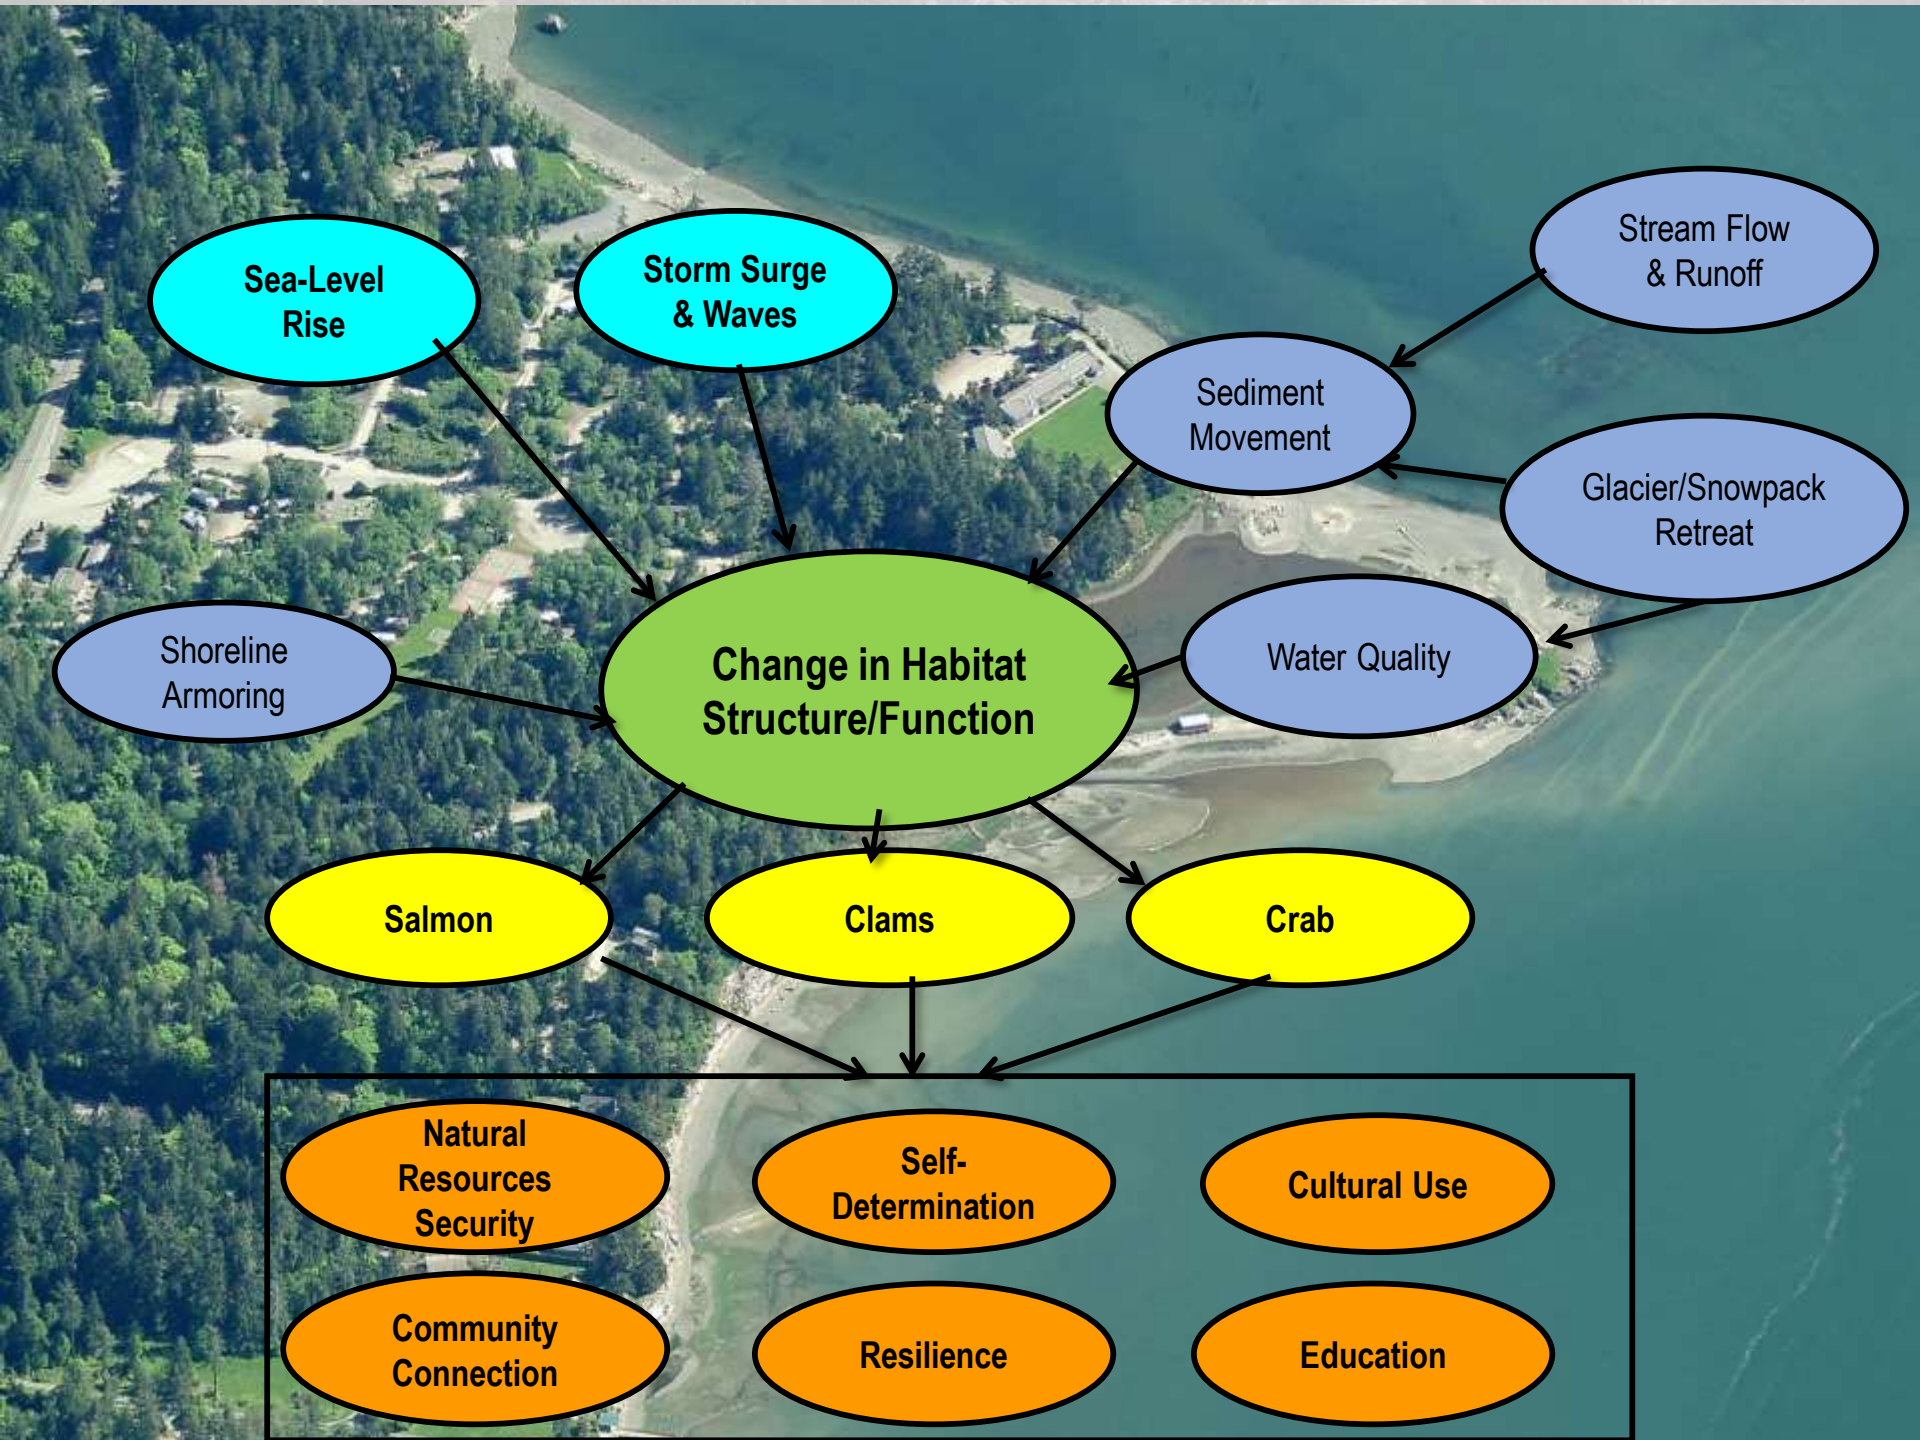 Sea-Level
Rise
Storm Surge
& Waves
Stream Flow
& Runoff
Sediment
Movement
Glacier/Snowpack
Retreat
Shoreline
Armoring
Change in Habitat
Structure/Function
Water Quality
Salmon
Clams
Crab
Natural
Resources
Security
Self-
Determination
Cultural Use
Community
Connection
Resilience
Education